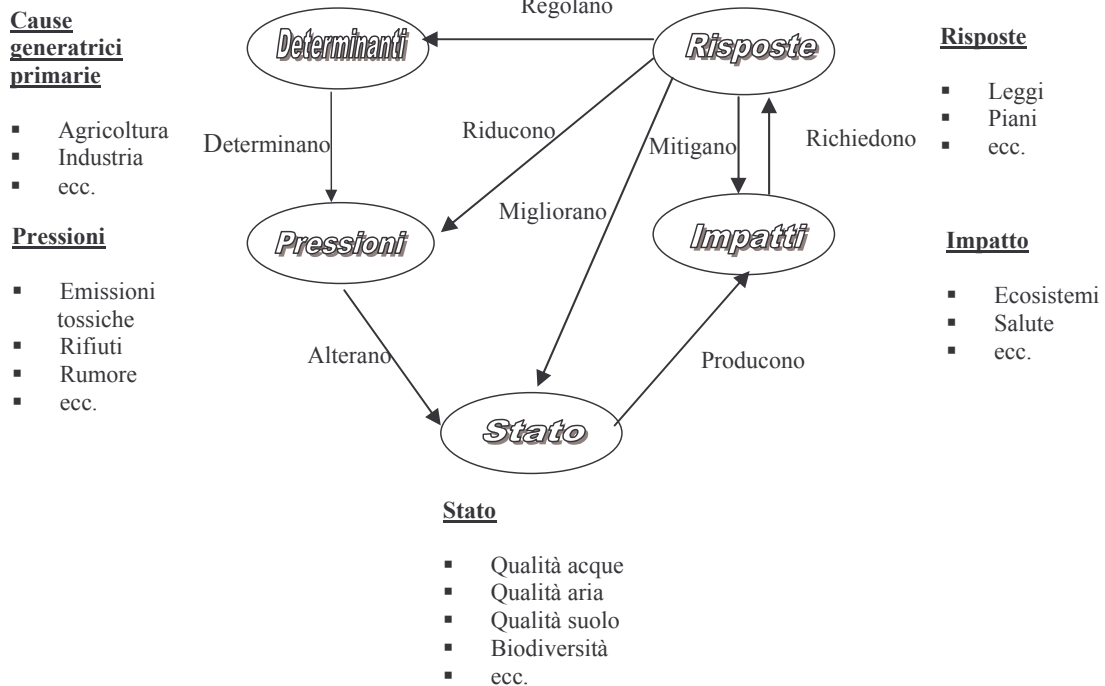 Regolano
Cause
generatrici
primarie
▪ Agricoltura
▪ Industria
▪ ecc.
Determinanti
Risposte
Risposte
▪ Leggi
▪ Piani
▪ ecc.
Determinano
Riducono
Mitigano
Richiedono
Migliorano
Pressioni
▪ Emissioni
tossiche
▪ Rifiuti
▪ Rumore
▪ ecc.
Pressioni
Impatti
Impatto
▪ Ecosistemi
▪ Salute
▪ ecc.
Alterano
Producono
Stato
Stato
▪ Qualità acque
▪ Qualità aria
▪ Qualità suolo
▪ Biodiversità
▪ ecc.